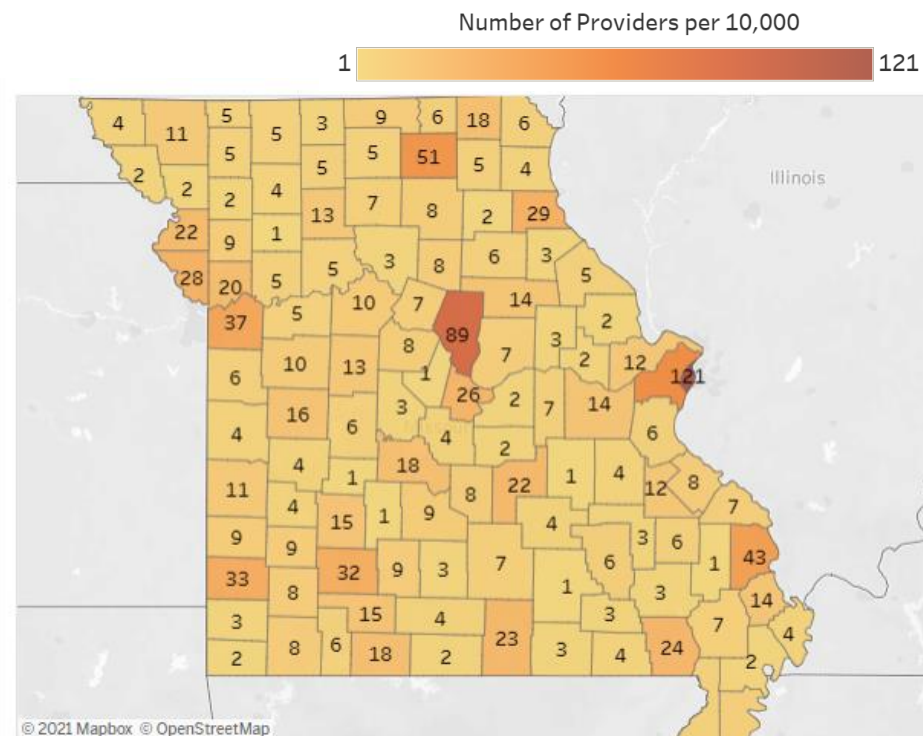 Number of Providers per 10,000
1 121
5 9 6 18 6
4 11 5 3
5 5 51 5 4
5
2 2 2 4
13 7 8 2 29
22 9 1
3 8 6 3 5
28 20 5 5
10 7 14
37 5 89 2
8 7 3 2 12
6 10 13 1 121
26 2
16 3 7 14
4 6 4 6
2
4 18
11 1 8 22 1 4 12 8
4 15 1 9 7
9 4
9 3 6 43
33 32 9 3 7 6 1
8 1 3 14
3 15 4 3 7 4
2 8 6 18 2 23 3 4 24 2
Illinois
© 2021 Mapbox © OpenStreetMap